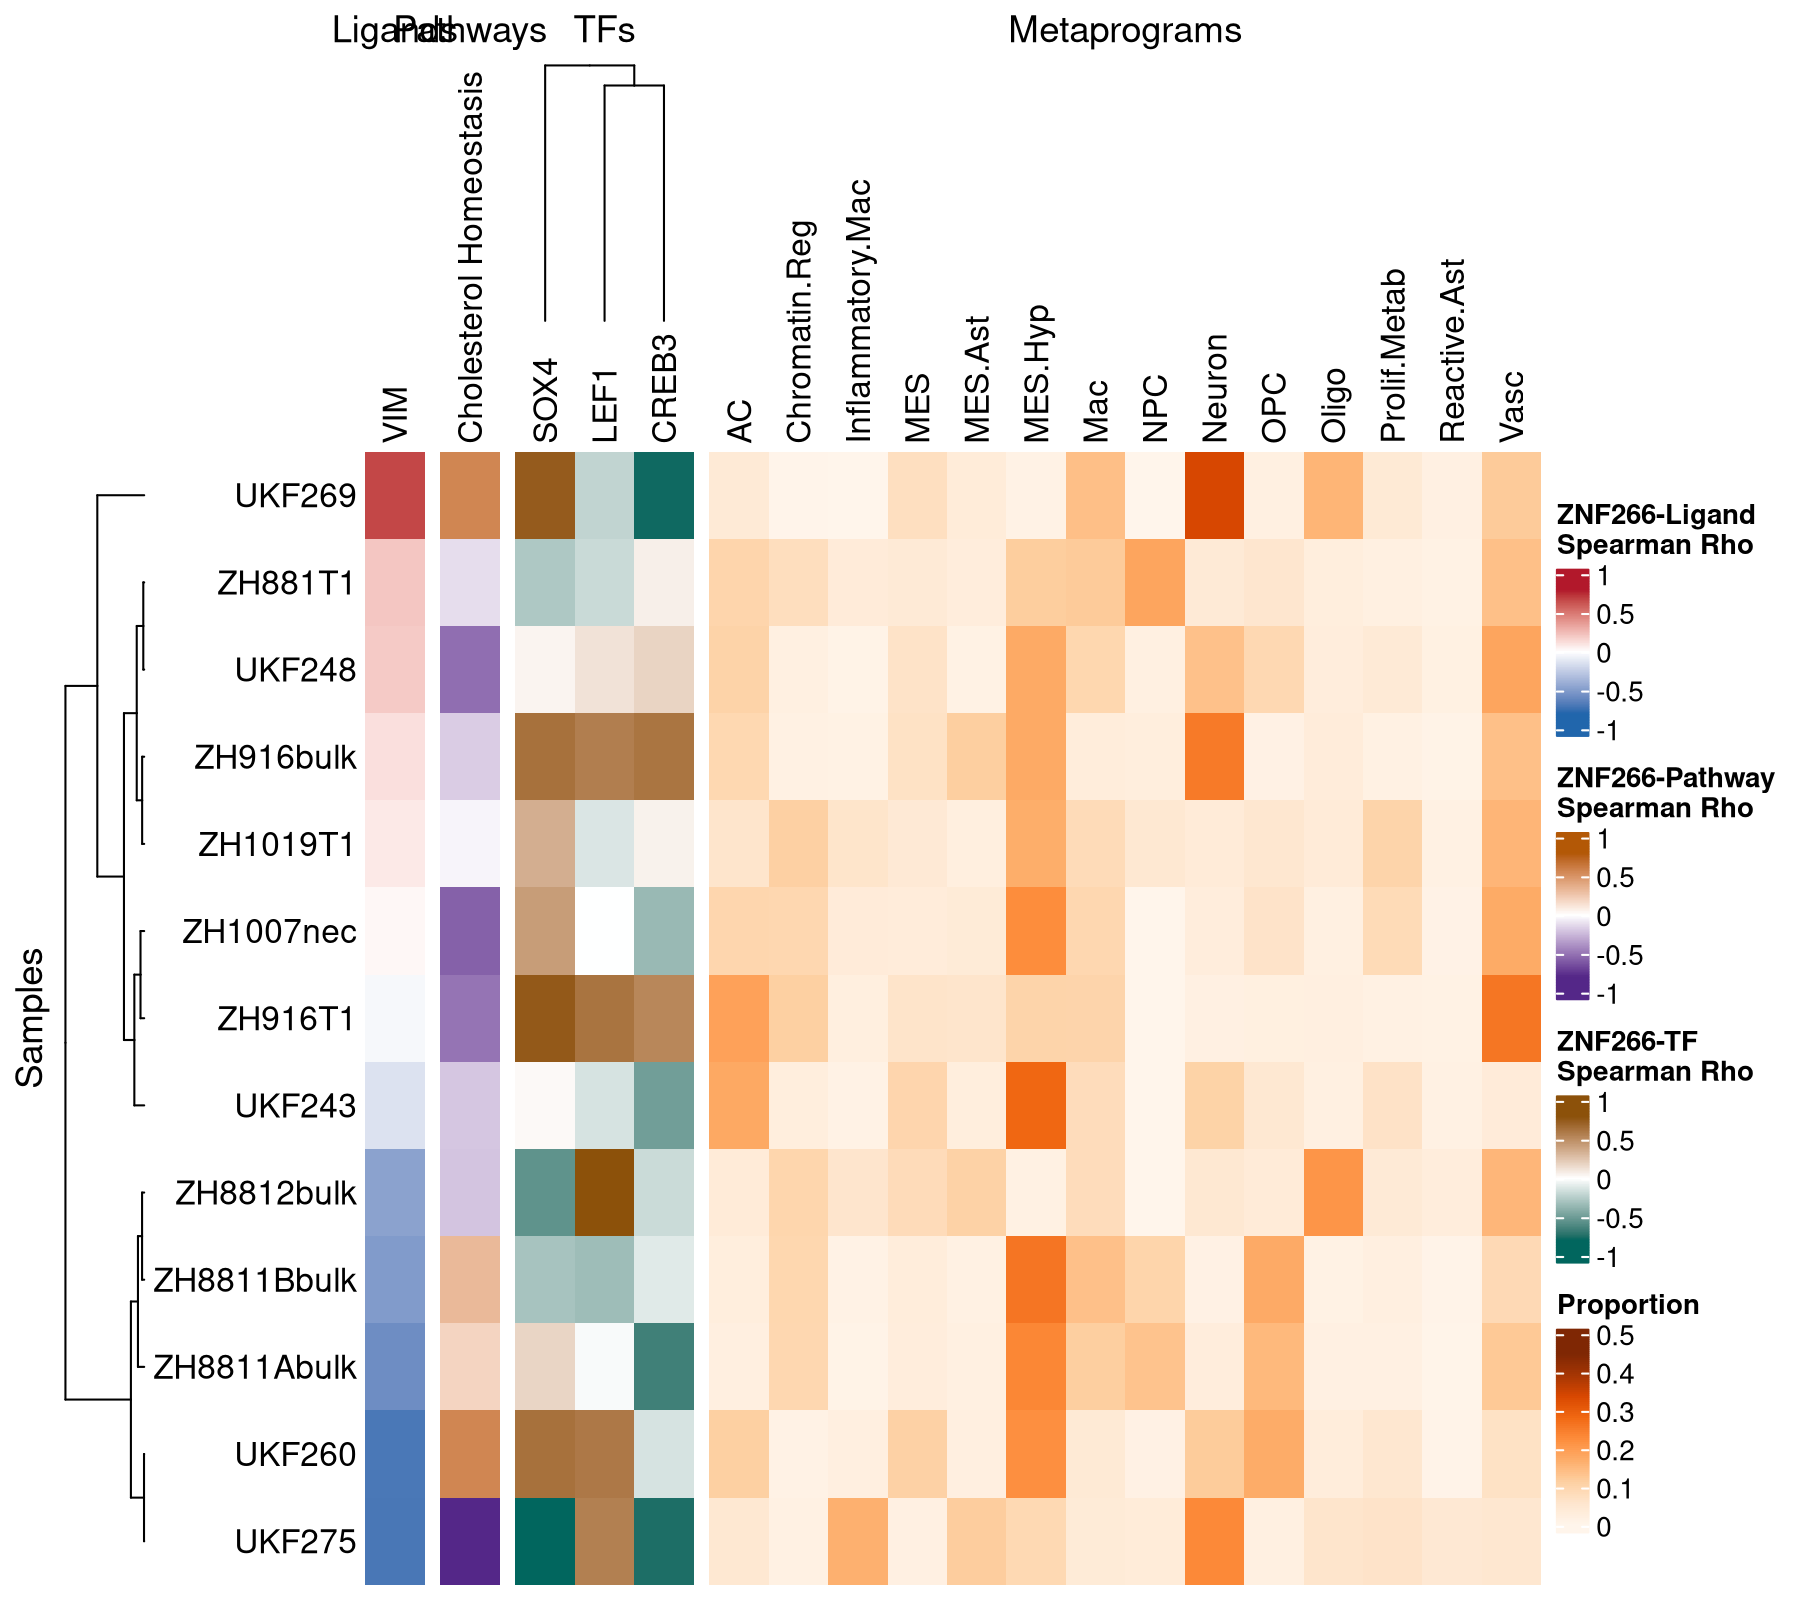 Ligands Pathways TFs Metaprograms
VIM
Cholesterol Homeostasis
SOX4
LEF1
CREB3
AC
Chromatin.Reg
Inflammatory.Mac
MES
MES.Ast
MES.Hyp
Mac
NPC
Neuron
OPC
Oligo
Prolif.Metab
Reactive.Ast
Vasc
Samples
UKF269
ZH881T1
UKF248
ZH916bulk
ZH1019T1
ZH1007nec
ZH916T1
UKF243
ZH8812bulk
ZH8811Bbulk
ZH8811Abulk
UKF260
UKF275
ZNF266-Ligand
Spearman Rho
1
0.5
0
-0.5
-1
ZNF266-Pathway
Spearman Rho
1
0.5
0
-0.5
-1
ZNF266-TF
Spearman Rho
1
0.5
0
-0.5
-1
Proportion
0.5
0.4
0.3
0.2
0.1
0